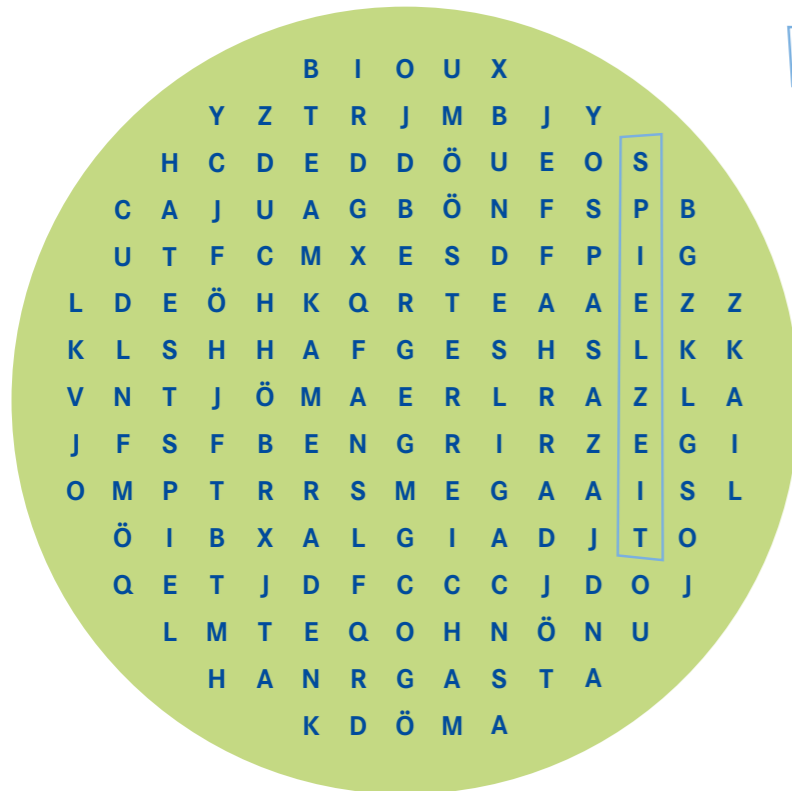 B I O U X
Y Z T R J M B J Y
H C D E D D Ö U E O S
C A J U A G B Ö N F S P B
U T F C M X E S D F P I G
L D E Ö H K Q R T E A A E Z Z
K L S H H A F G E S H S L K K
V N T J Ö M A E R L R A Z L A
J F S F B E N G R I R Z E G I
O M P T R R S M E G A A I S L
Ö I B X A L G I A D J T O
Q E T J D F C C C J D O J
L M T E Q O H N Ö N U
H A N R G A S T A
K D Ö M A